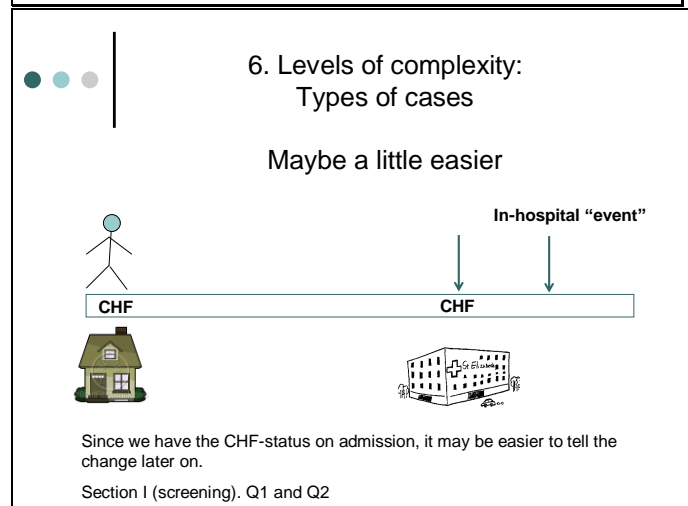 6. Levels of complexity:
Types of cases
Maybe a little easier
In-hospital “event”
CHF
CHF
St Elizabeth
Since we have the CHF-status on admission, it may be easier to tell the
change later on.
Section I (screening). Q1 and Q2